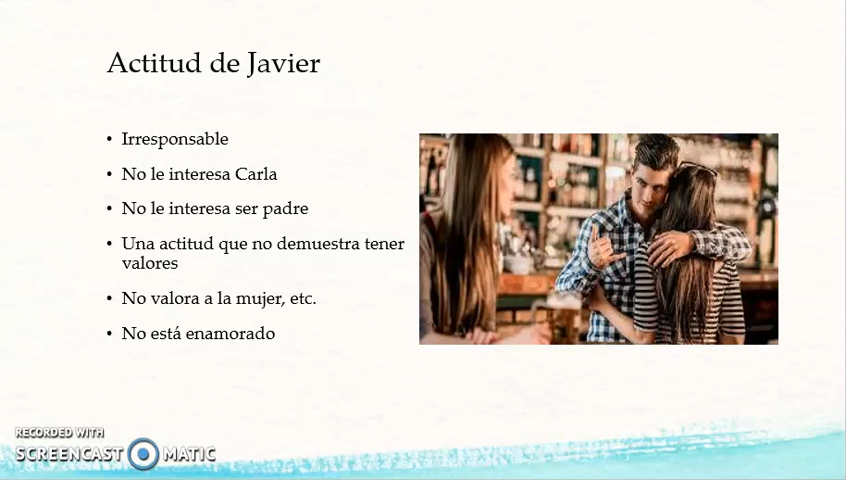 Actitud de Javier
• Irresponsable
• No le interesa Carla
• No le interesa ser padre
• Una actitud que no demuestra tener
valores
• No valora a la mujer, etc.
• No está enamorado
RECORDED WITH
SCREENCAST MATIC